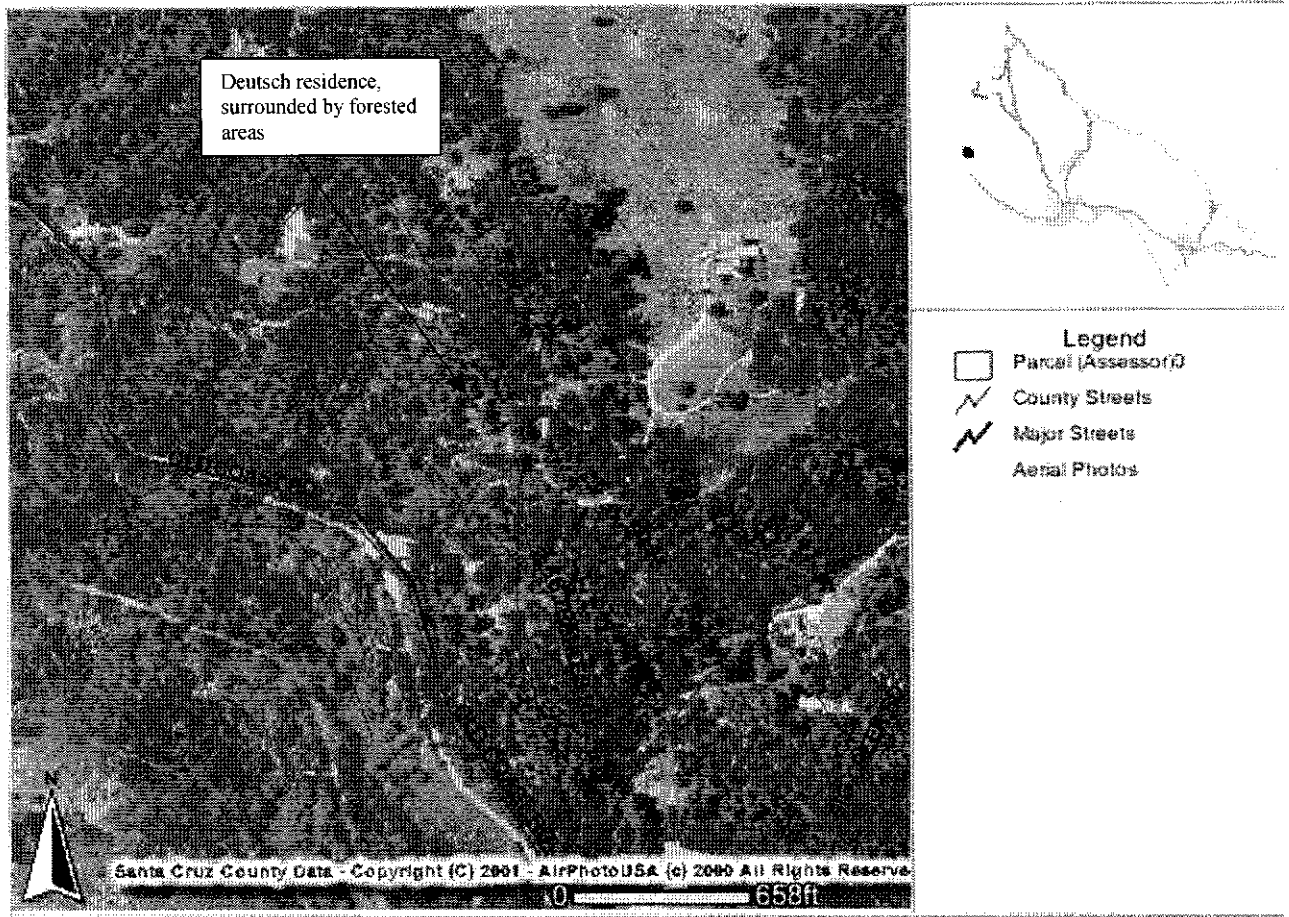 Deutsch residence,
surrounded by forested
areas
Legend
Parcel (Assessor)0
County Streets
Major Streets
Aerial Photos
N
Santa Cruz County Data - Copyright (C) 2001 - AirPhotoUSA (c) 2000 All Rights Reserve
0 658ft